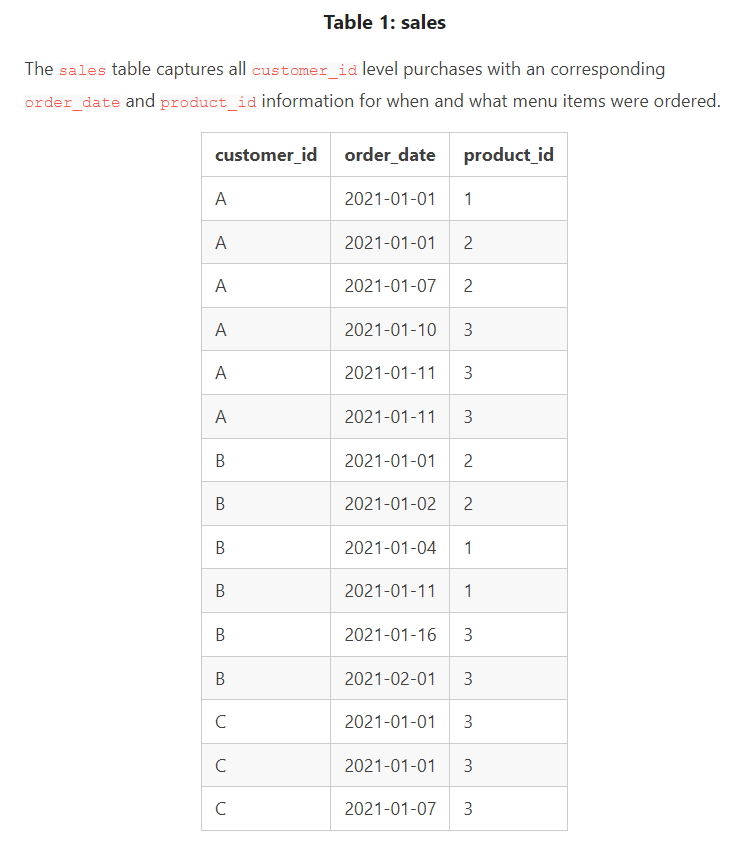 Table 1: sales
The sales table captures all customer_id level purchases with an corresponding
order_date and product_id information for when and what menu items were ordered.
customer_id order_date product_id
A 2021-01-01 1
A 2021-01-01 2
A 2021-01-07 2
A 2021-01-10 3
A 2021-01-11 3
A 2021-01-11 3
B 2021-01-01 2
B 2021-01-02 2
B 2021-01-04 1
B 2021-01-11 1
B 2021-01-16 3
B 2021-02-01 3
C 2021-01-01 3
C 2021-01-01 3
C 2021-01-07 3